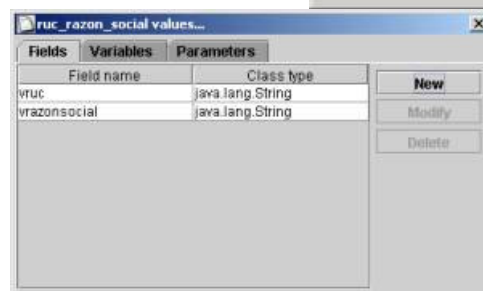 ruc_razon_social values...
Fields Variables Parameters
Field name Class type New
vruc java.lang.String
vrazonsocial java.lang.String Modify
Delete